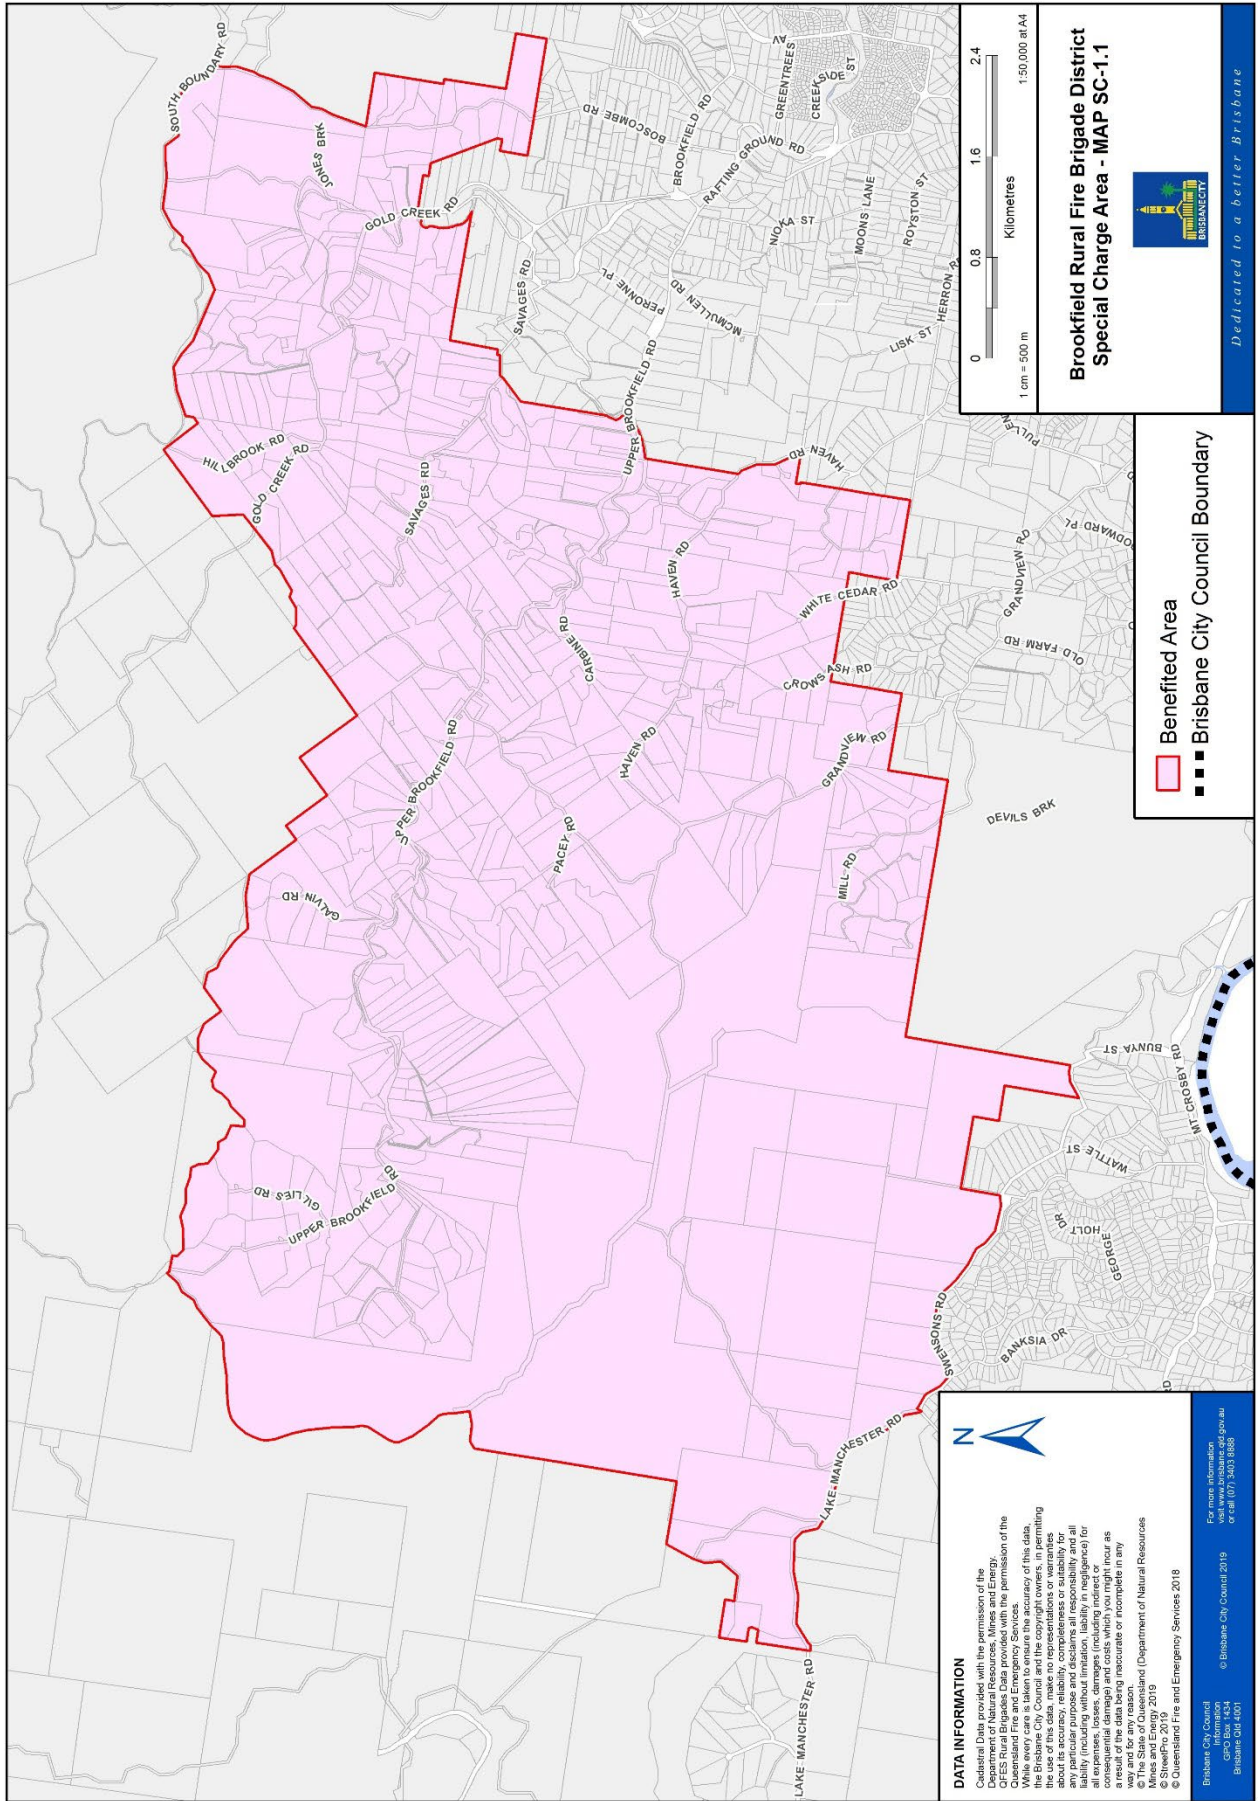 SOUTH BOUNDARY RD
JONES BRK
GOLD CREEK RD
HILLBROOK RD
GOLD CREEK RD
SAVAGES RD
SAVAGES RD
BOSCOMBE RD
BROOKFIELD RD
RAFTING GROUND RD
GREENTREES AV
CREEKSIDE ST
NIOKA ST
MOONS LANE
ROYSTON ST
PERONNE PL
MCMULLEN RD
LISK ST
HERRON R
UPPER BROOKFIELD RD
UPPER BROOKFIELD RD
HAVEN RD
PULLEN
HAVEN RD
CARBINE RD
WHITE CEDAR RD
GRANDVIEW RD
ODWARD PL
OLD FARM RD
CROWS ASH RD
HAVEN RD
GRANDVIEW RD
UPPER BROOKFIELD RD
PACEY RD
MILL RD
DEVILS BRK
GALVIN RD
GILLIES RD
UPPER BROOKFIELD RD
BUNYA ST
MT CROSBY RD
WATTLE ST
HOLT DR
GEORGE
SWENSONS RD
BANKSIA DR
RD
LAKE MANCHESTER RD
LAKE MANCHESTER RD
DATA INFORMATION
Cadastral Data provided with the permission of the
Department of Natural Resources, Mines and Energy.
QFES Rural Brigades Data provided with the permission of the
Queensland Fire and Emergency Services.
While every care is taken to ensure the accuracy of this data,
the Brisbane City Council and the copyright owners, in permitting
the use of this data, make no representations or warranties
about its accuracy, reliability, completeness or suitability for
any particular purpose and disclaims all responsibility and all
liability (including without limitation, liability in negligence) for
all expenses, losses, damages (including indirect or
consequential damage) and costs which you might incur as
a result of the data being inaccurate or incomplete in any
way and for any reason.
© The State of Queensland (Department of Natural Resources
Mines and Energy 2019
© StreetPro 2019
© Queensland Fire and Emergency Services 2018
N
Brisbane City Council
Information
GPO Box 1434
Brisbane Qld 4001
© Brisbane City Council 2019
For more information
visit www.brisbane.qld.gov.au
or call (07) 3403 8888
Benefited Area
Brisbane City Council Boundary
0 0.8 1.6 2.4
Kilometres
1 cm = 500 m
1:50,000 at A4
Brookfield Rural Fire Brigade District
Special Charge Area - MAP SC-1.1
BRISBANE CITY
Dedicated to a better Brisbane